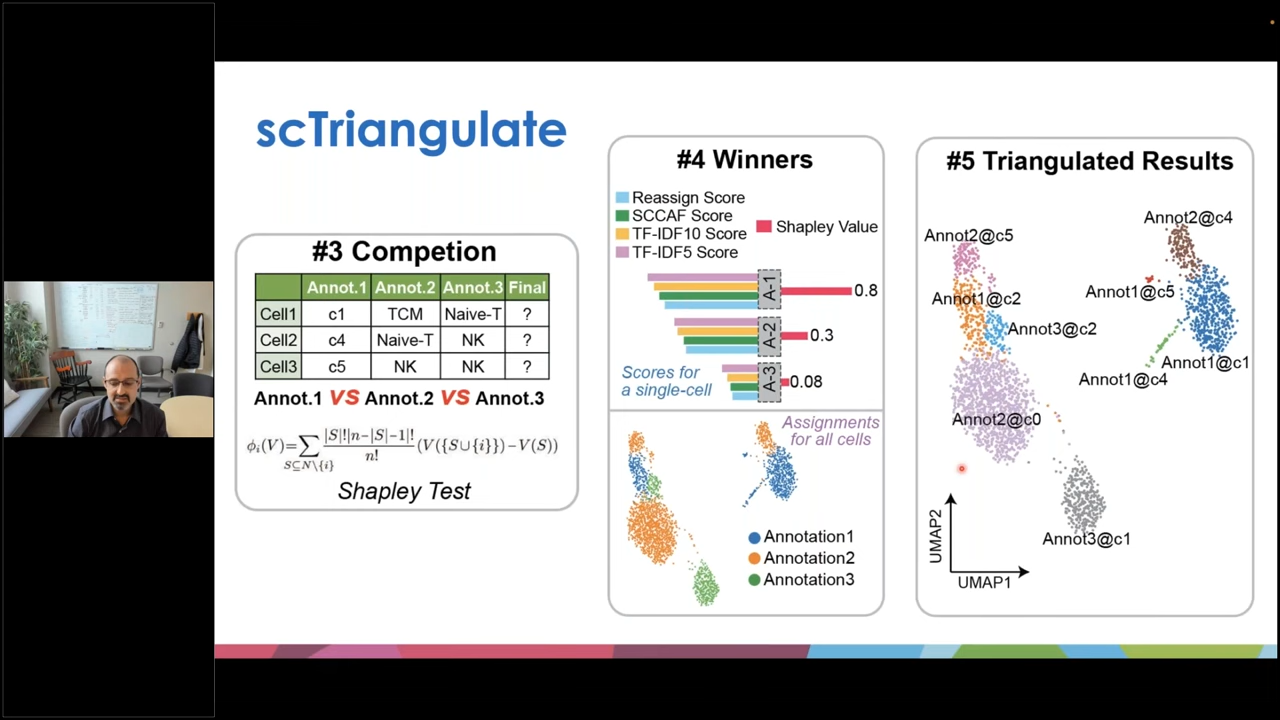 scTriangulate
#3 Competion
Annot.1 Annot.2 Annot.3 Final
Cell1 c1 TCM Naive-T ?
Cell2 c4 Naive-T NK ?
Cell3 c5 NK NK ?
Annot.1 VS Annot.2 VS Annot.3
ϕᵢ(V)=∑_{S⊆N\{i}} |S|!|n−|S|−1|!/n! (V({S∪{i}})−V(S))
Shapley Test
#4 Winners
Reassign Score
SCCAF Score
TF-IDF10 Score
TF-IDF5 Score
Shapley Value
A-1 0.8
A-2 0.3
A-3 0.08
Scores for
a single-cell
Assignments
for all cells
Annotation1
Annotation2
Annotation3
#5 Triangulated Results
Annot2@c4
Annot2@c5
Annot1@c5
Annot1@c2
Annot3@c2
Annot1@c1
Annot1@c4
Annot2@c0
Annot3@c1
UMAP2
UMAP1